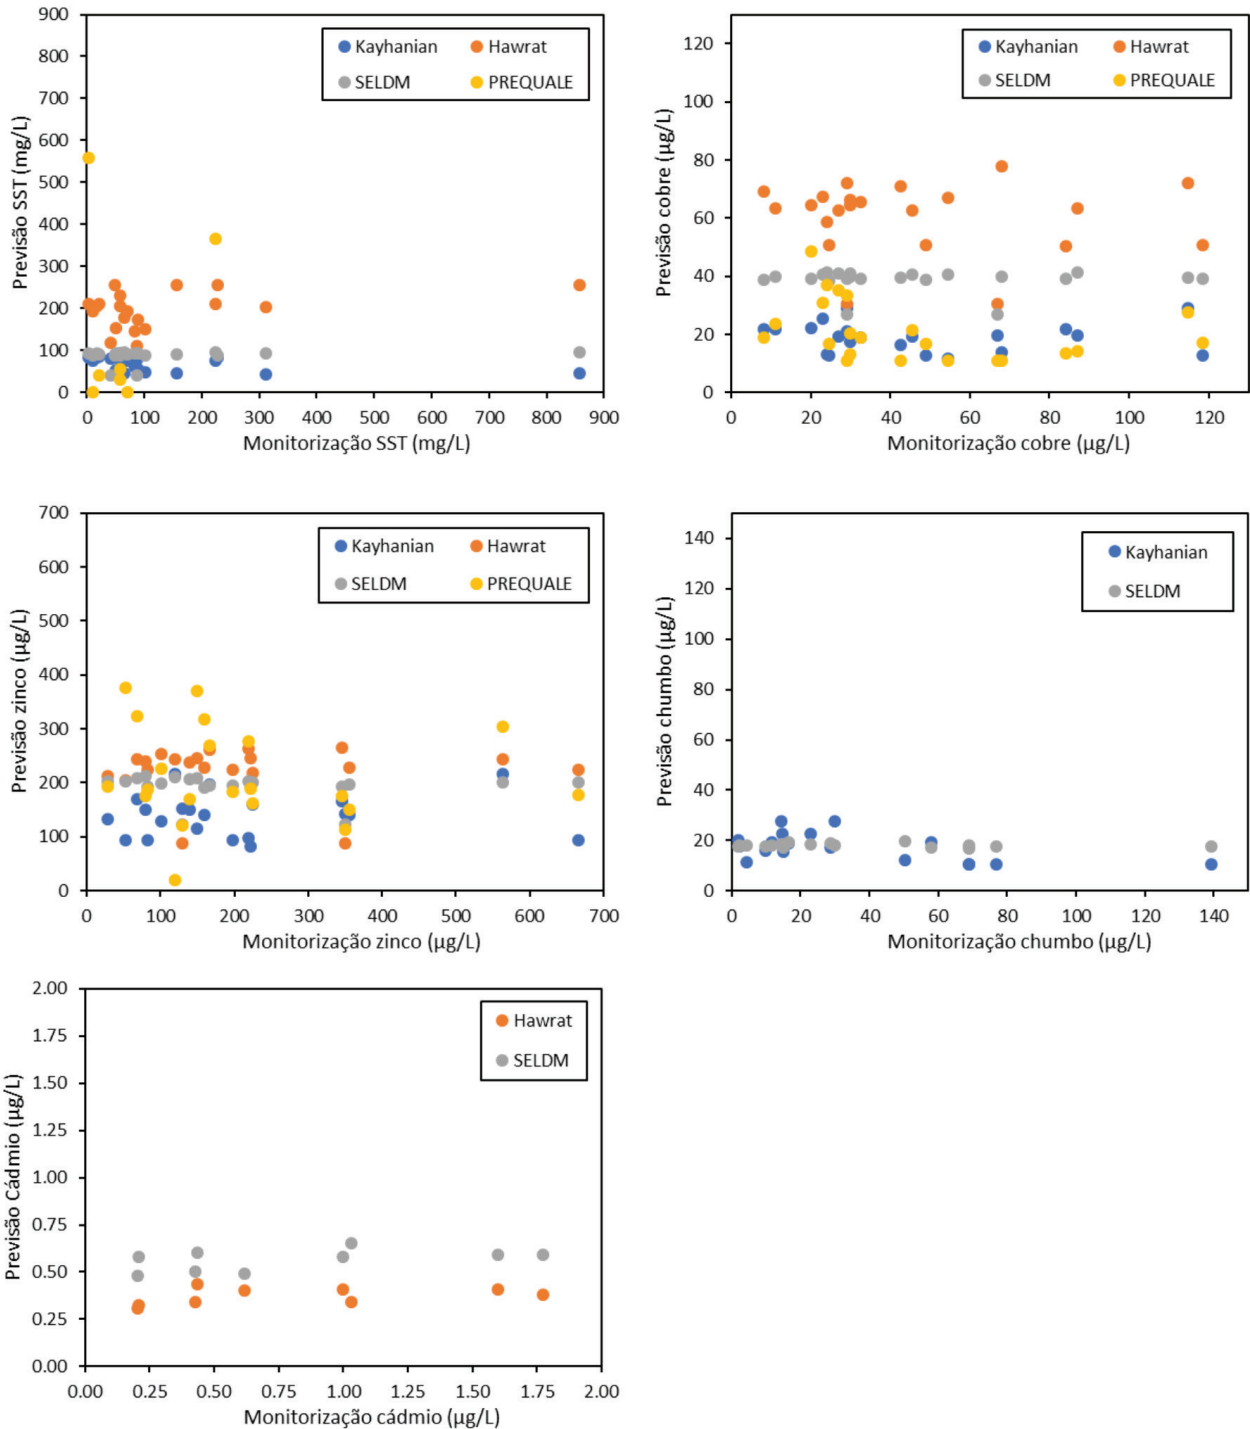 Previsão SST (mg/L)
900
800
700
600
500
400
300
200
100
0
Kayhanian Hawrat
SELDM PREQUALE
0 100 200 300 400 500 600 700 800 900
Monitorização SST (mg/L)
Previsão cobre (µg/L)
120
100
80
60
40
20
0
Kayhanian Hawrat
SELDM PREQUALE
0 20 40 60 80 100 120
Monitorização cobre (µg/L)
Previsão zinco (µg/L)
700
600
500
400
300
200
100
0
Kayhanian Hawrat
SELDM PREQUALE
0 100 200 300 400 500 600 700
Monitorização zinco (µg/L)
Previsão chumbo (µg/L)
140
120
100
80
60
40
20
0
Kayhanian
SELDM
0 20 40 60 80 100 120 140
Monitorização chumbo (µg/L)
Previsão Cádmio (µg/L)
2.00
1.75
1.50
1.25
1.00
0.75
0.50
0.25
0.00
Hawrat
SELDM
0.00 0.25 0.50 0.75 1.00 1.25 1.50 1.75 2.00
Monitorização cádmio (µg/L)